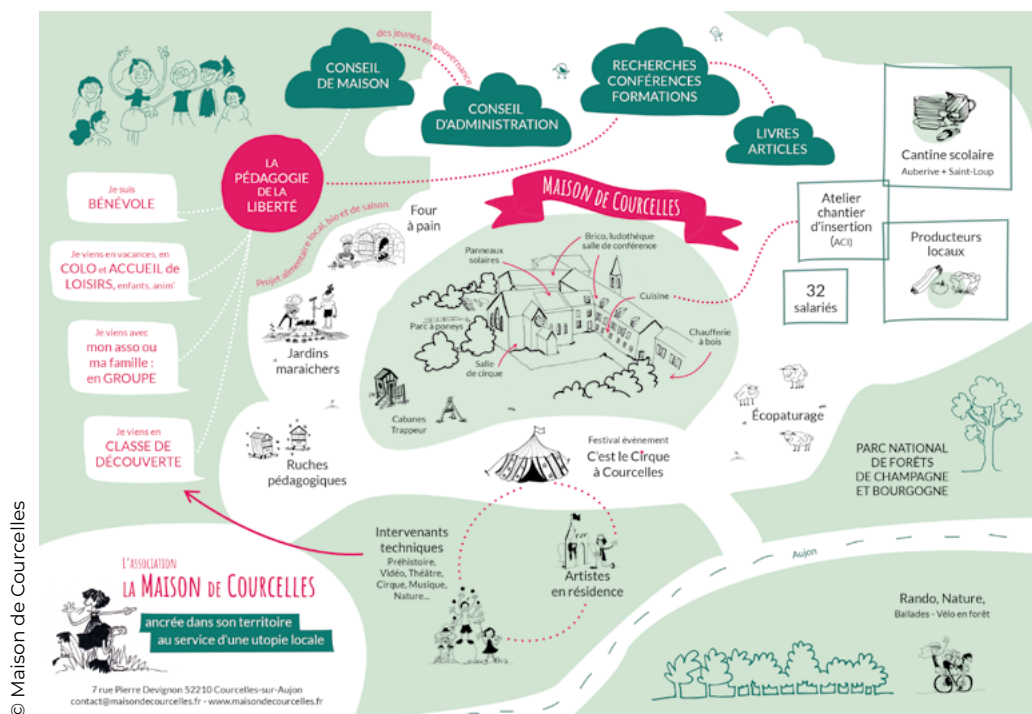 CONSEIL
DE MAISON
des jeunes en gouvernance
CONSEIL
D'ADMINISTRATION
RECHERCHES
CONFÉRENCES
FORMATIONS
LIVRES
ARTICLES
Cantine scolaire
Auberive + Saint-Loup
Atelier
chantier
d'insertion
(ACI)
Producteurs
locaux
32
salariés
LA
PÉDAGOGIE
DE LA
LIBERTÉ
Je suis
BÉNÉVOLE
Je viens en vacances, en
COLO et ACCUEIL de
LOISIRS, enfants, anim'
Je viens avec
mon asso ou
ma famille :
en GROUPE
Je viens en
CLASSE DE
DÉCOUVERTE
Projet alimentaire local, bio et de saison
Four
à pain
Jardins
maraichers
Ruches
pédagogiques
MAISON DE COURCELLES
Panneaux
solaires
Brico, ludothèque
salle de conférence
Cuisine
Parc à poneys
Salle
de cirque
Chaufferie
à bois
Cabanes
Trappeur
Écopaturage
Festival événement
C'est le Cirque
à Courcelles
PARC NATIONAL
DE FORÊTS
DE CHAMPAGNE
ET BOURGOGNE
Intervenants
techniques
Préhistoire,
Vidéo, Théâtre,
Cirque, Musique,
Nature...
Artistes
en résidence
Aujon
Rando, Nature,
Ballades - Vélo en forêt
L'ASSOCIATION
LA MAISON DE COURCELLES
ancrée dans son territoire
au service d'une utopie locale
7 rue Pierre Devignon 52210 Courcelles-sur-Aujon
contact@maisondecourcelles.fr - www.maisondecourcelles.fr
© Maison de Courcelles